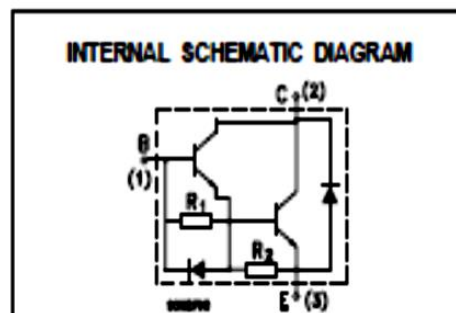 INTERNAL SCHEMATIC DIAGRAM
C (2)
B
(1)
R1
R2
E (3)